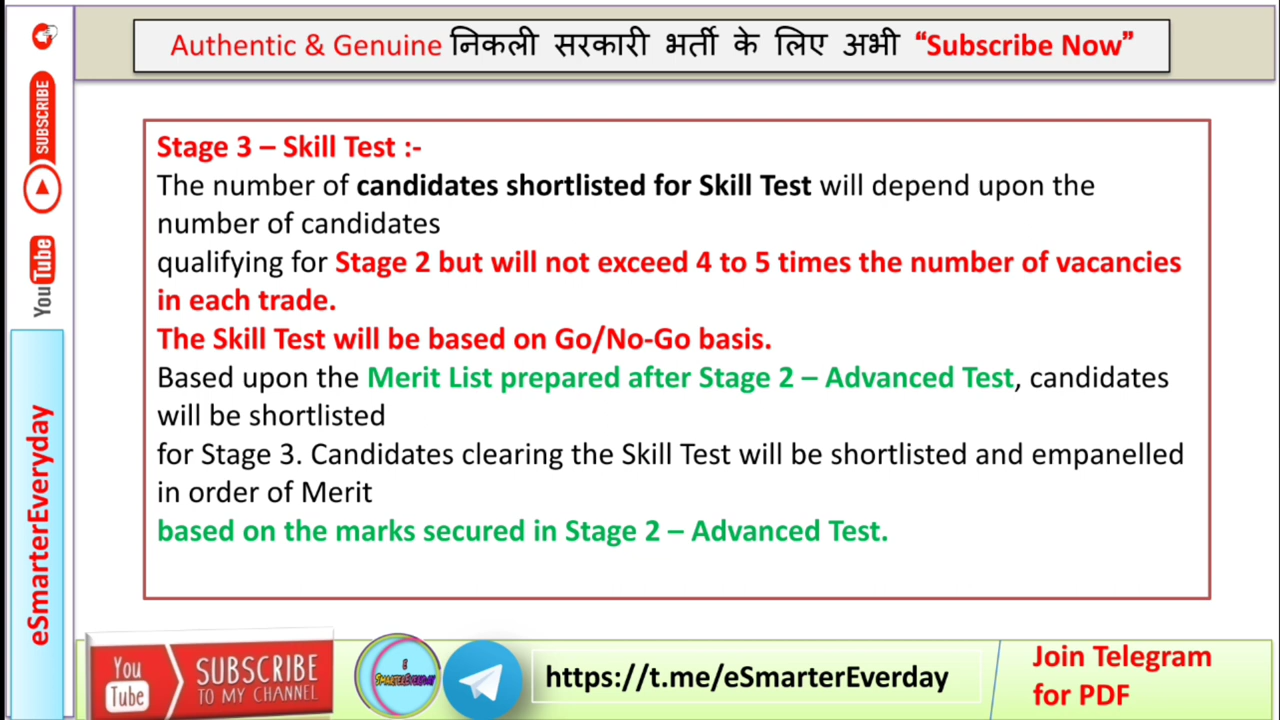 Authentic & Genuine निकली सरकारी भर्ती के लिए अभी “Subscribe Now”
SUBSCRIBE
YouTube
eSmarterEveryday
Stage 3 – Skill Test :-
The number of candidates shortlisted for Skill Test will depend upon the
number of candidates
qualifying for Stage 2 but will not exceed 4 to 5 times the number of vacancies
in each trade.
The Skill Test will be based on Go/No-Go basis.
Based upon the Merit List prepared after Stage 2 – Advanced Test, candidates
will be shortlisted
for Stage 3. Candidates clearing the Skill Test will be shortlisted and empanelled
in order of Merit
based on the marks secured in Stage 2 – Advanced Test.
You
Tube
SUBSCRIBE
TO MY CHANNEL
E
SMARTEREVERYDAY
https://t.me/eSmarterEverday
Join Telegram
for PDF